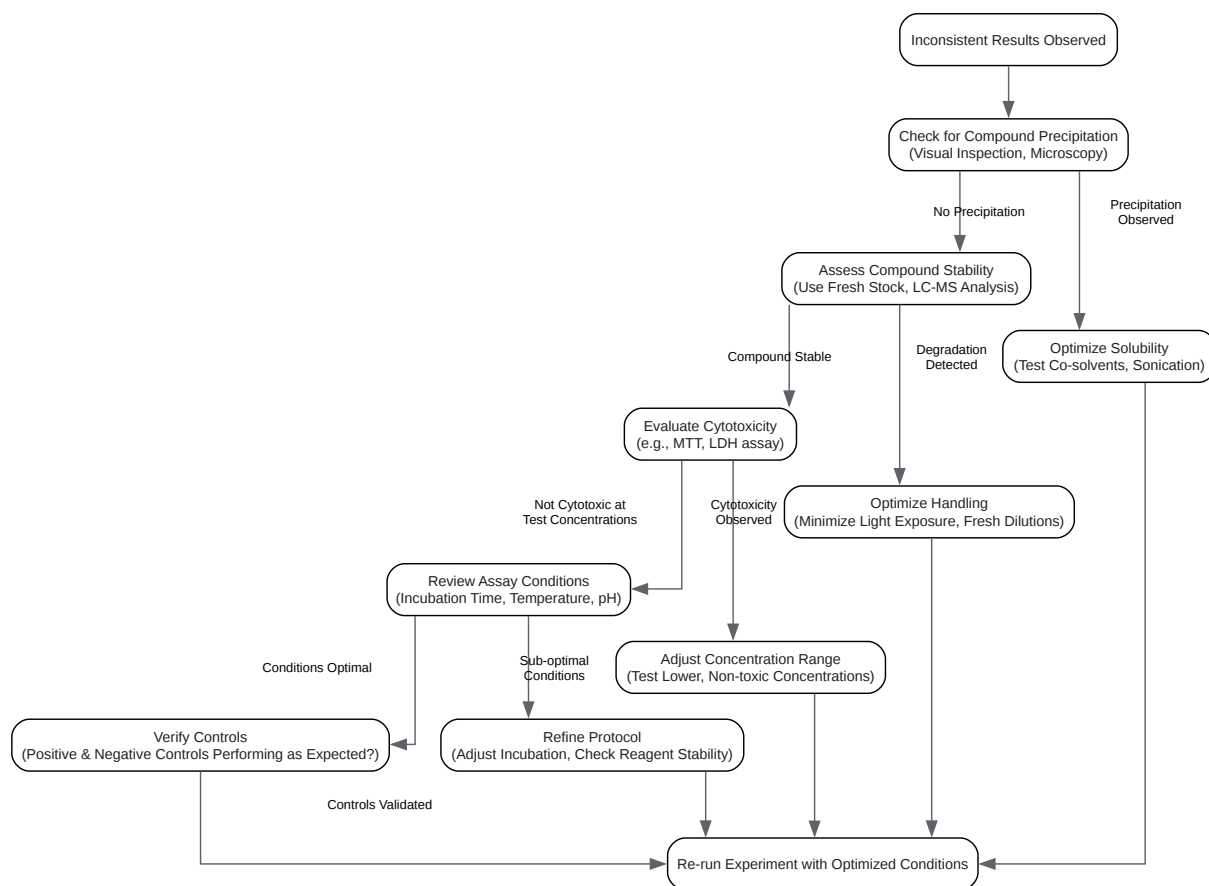 Inconsistent Results Observed
Check for Compound Precipitation
(Visual Inspection, Microscopy)
No Precipitation
Precipitation
Observed
Assess Compound Stability
(Use Fresh Stock, LC-MS Analysis)
Compound Stable
Degradation
Detected
Optimize Solubility
(Test Co-solvents, Sonication)
Evaluate Cytotoxicity
(e.g., MTT, LDH assay)
Not Cytotoxic at
Test Concentrations
Cytotoxicity
Observed
Optimize Handling
(Minimize Light Exposure, Fresh Dilutions)
Review Assay Conditions
(Incubation Time, Temperature, pH)
Conditions Optimal
Sub-optimal
Conditions
Adjust Concentration Range
(Test Lower, Non-toxic Concentrations)
Verify Controls
(Positive & Negative Controls Performing as Expected?)
Refine Protocol
(Adjust Incubation, Check Reagent Stability)
Controls Validated
Re-run Experiment with Optimized Conditions